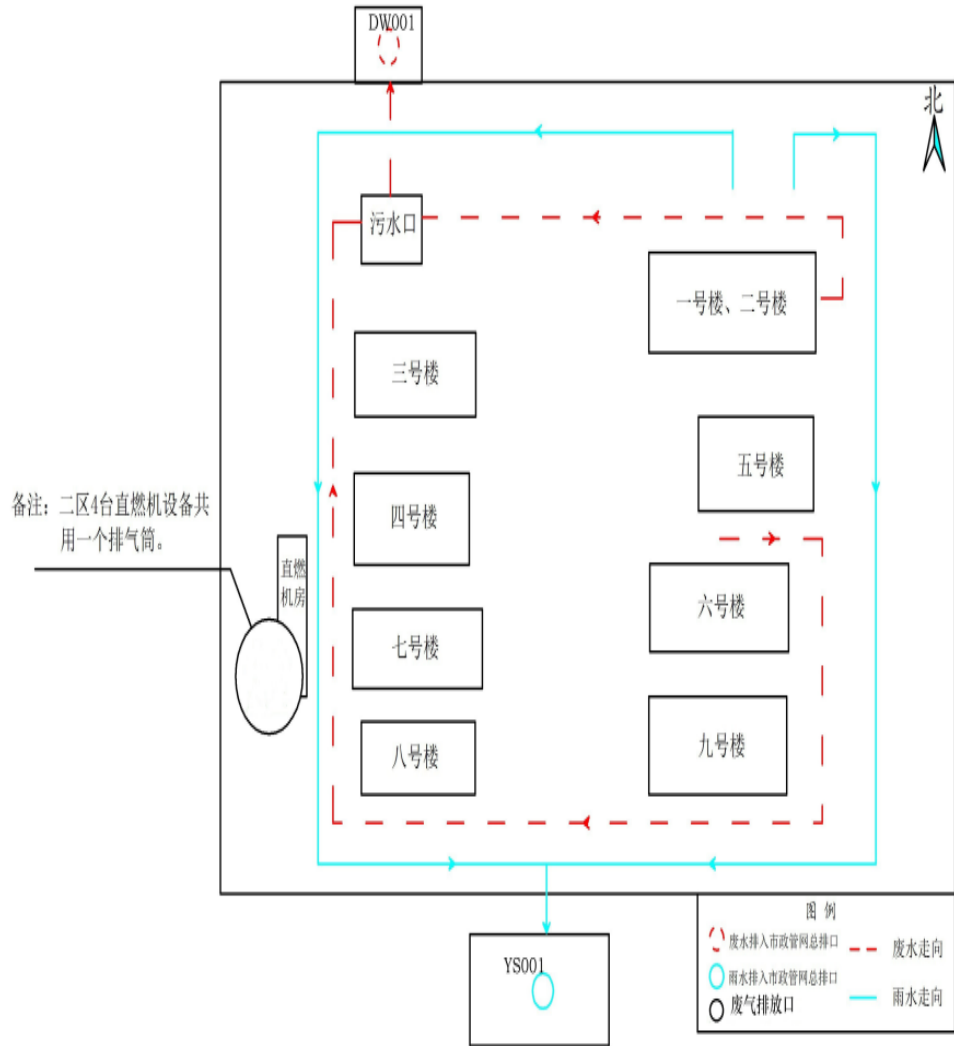 DW001
北
污水口
一号楼、二号楼
三号楼
五号楼
四号楼
备注：二区4台直燃机设备共
用一个排气筒。
直燃
机房
六号楼
七号楼
八号楼
九号楼
YS001
图 例
废水排入市政管网总排口
废水走向
雨水排入市政管网总排口
雨水走向
废气排放口